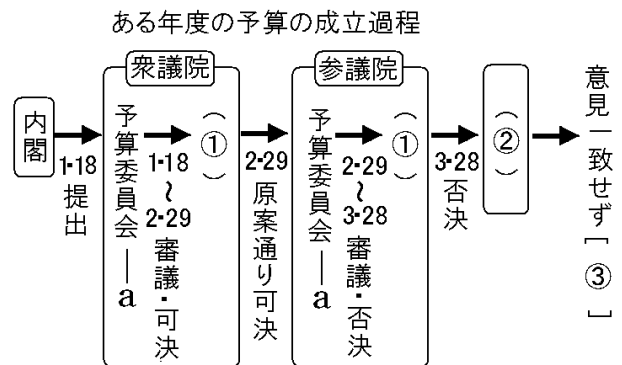 ある年度の予算の成立過程
内閣
1・18
提出
衆議院
予算委員会―a
1・18
~
2・29
審議・可決
(①)
2・29
原案通り可決
参議院
予算委員会―a
2・29
~
3・28
審議・否決
(①)
3・28
否決
(②)
意見一致せず[③]